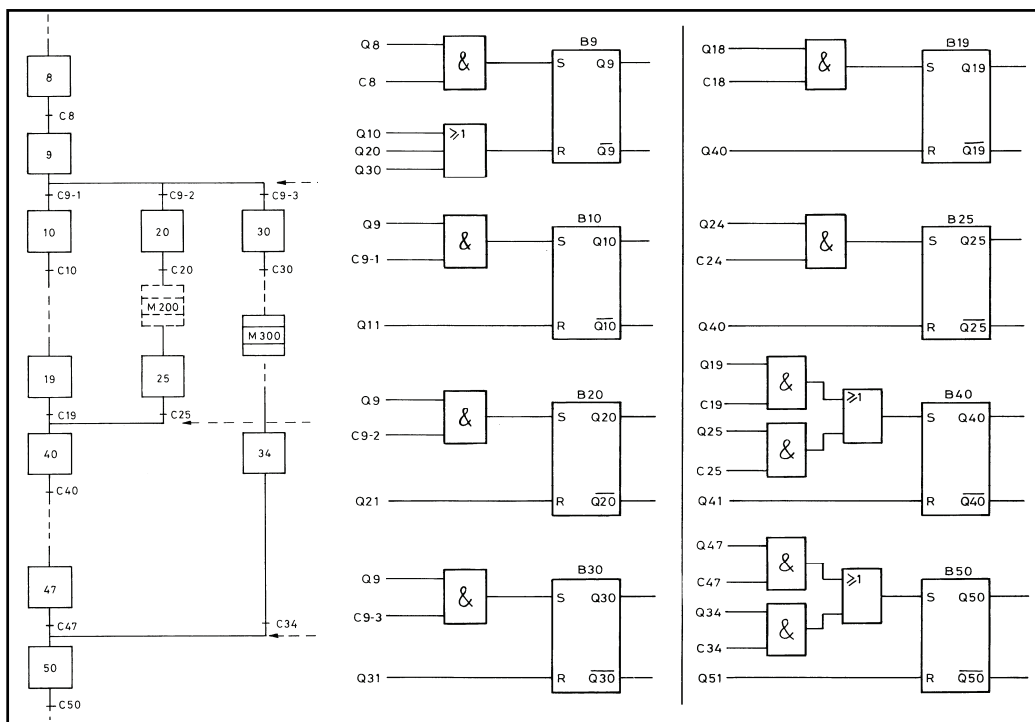 8
C8
9
C9-1
C9-2
C9-3
10
20
30
C10
C20
C30
M200
M300
19
25
C19
C25
40
34
C40
47
C47
C34
50
C50
Q8
C8
&
B9
S
Q9
Q10
Q20
Q30
≥1
R
Q9
Q9
C9-1
&
B10
S
Q10
Q11
R
Q10
Q9
C9-2
&
B20
S
Q20
Q21
R
Q20
Q9
C9-3
&
B30
S
Q30
Q31
R
Q30
Q18
C18
&
B19
S
Q19
Q40
R
Q19
Q24
C24
&
B25
S
Q25
Q40
R
Q25
Q19
C19
&
Q25
C25
&
≥1
B40
S
Q40
Q41
R
Q40
Q47
C47
&
Q34
C34
&
≥1
B50
S
Q50
Q51
R
Q50